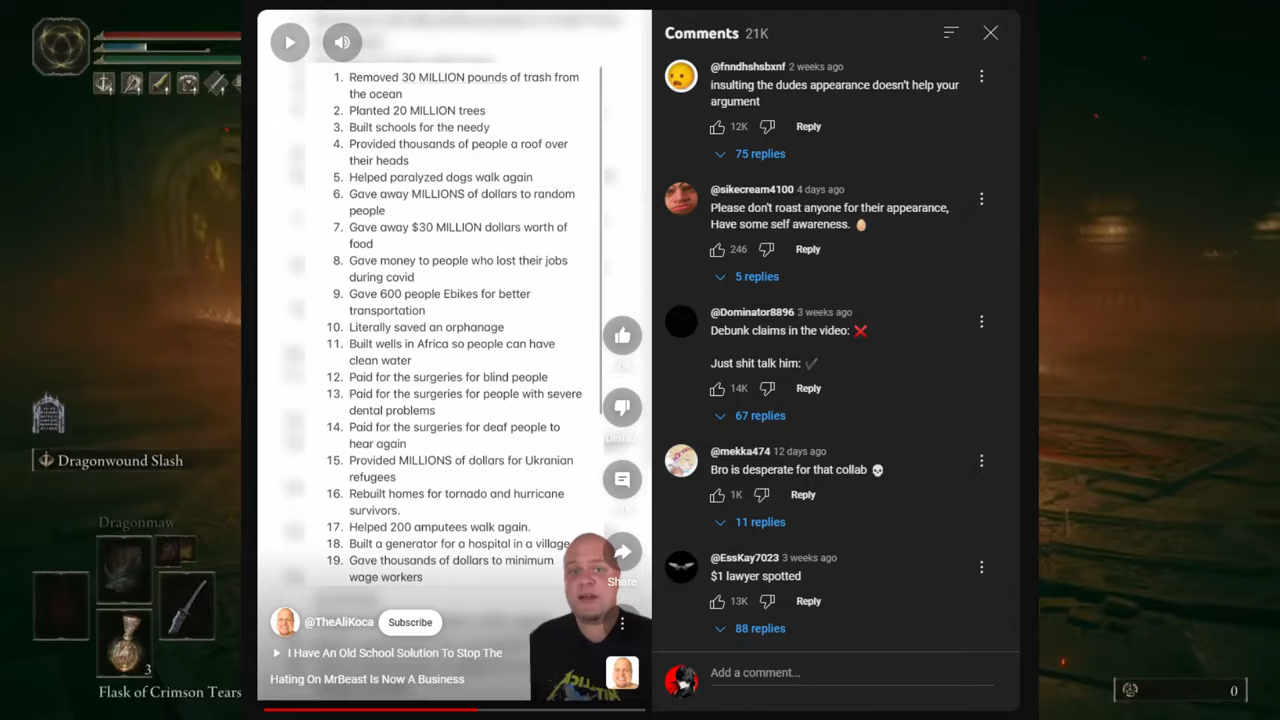 1. Removed 30 MILLION pounds of trash from
the ocean
2. Planted 20 MILLION trees
3. Built schools for the needy
4. Provided thousands of people a roof over
their heads
5. Helped paralyzed dogs walk again
6. Gave away MILLIONS of dollars to random
people
7. Gave away $30 MILLION dollars worth of
food
8. Gave money to people who lost their jobs
during covid
9. Gave 600 people Ebikes for better
transportation
10. Literally saved an orphanage
11. Built wells in Africa so people can have
clean water
12. Paid for the surgeries for blind people
13. Paid for the surgeries for people with severe
dental problems
14. Paid for the surgeries for deaf people to
hear again
15. Provided MILLIONS of dollars for Ukranian
refugees
16. Rebuilt homes for tornado and hurricane
survivors.
17. Helped 200 amputees walk again.
18. Built a generator for a hospital in a village
19. Gave thousands of dollars to minimum
wage workers
Share
@TheAliKoca Subscribe
I Have An Old School Solution To Stop The
Hating On MrBeast Is Now A Business
Comments 21K
@fnndhshsbxnf 2 weeks ago
insulting the dudes appearance doesn't help your
argument
12K Reply
75 replies
@sikecream4100 4 days ago
Please don't roast anyone for their appearance,
Have some self awareness. 🥚
246 Reply
5 replies
@Dominator8896 3 weeks ago
Debunk claims in the video: ❌
Just shit talk him: ✔
14K Reply
67 replies
@mekka474 12 days ago
Bro is desperate for that collab 💀
1K Reply
11 replies
@EssKay7023 3 weeks ago
$1 lawyer spotted
13K Reply
88 replies
Add a comment...
Dragonwound Slash
Dragonmaw
3
Flask of Crimson Tears
0